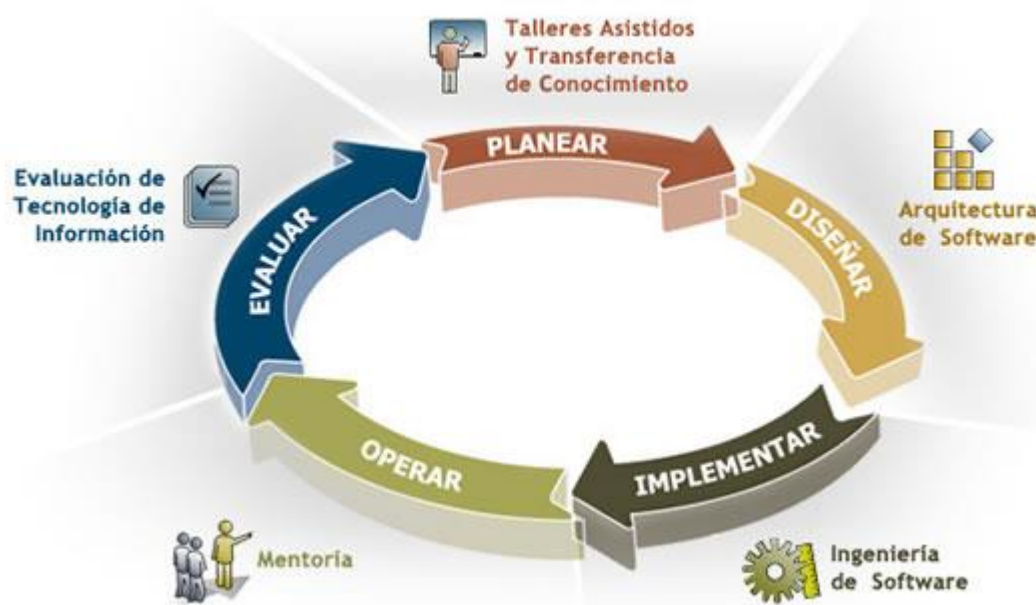 Talleres Asistidos
y Transferencia
de Conocimiento
PLANEAR
Evaluación de
Tecnología de
Información
EVALUAR
DISEÑAR
Arquitectura
de Software
OPERAR
IMPLEMENTAR
Mentoría
Ingeniería
de Software